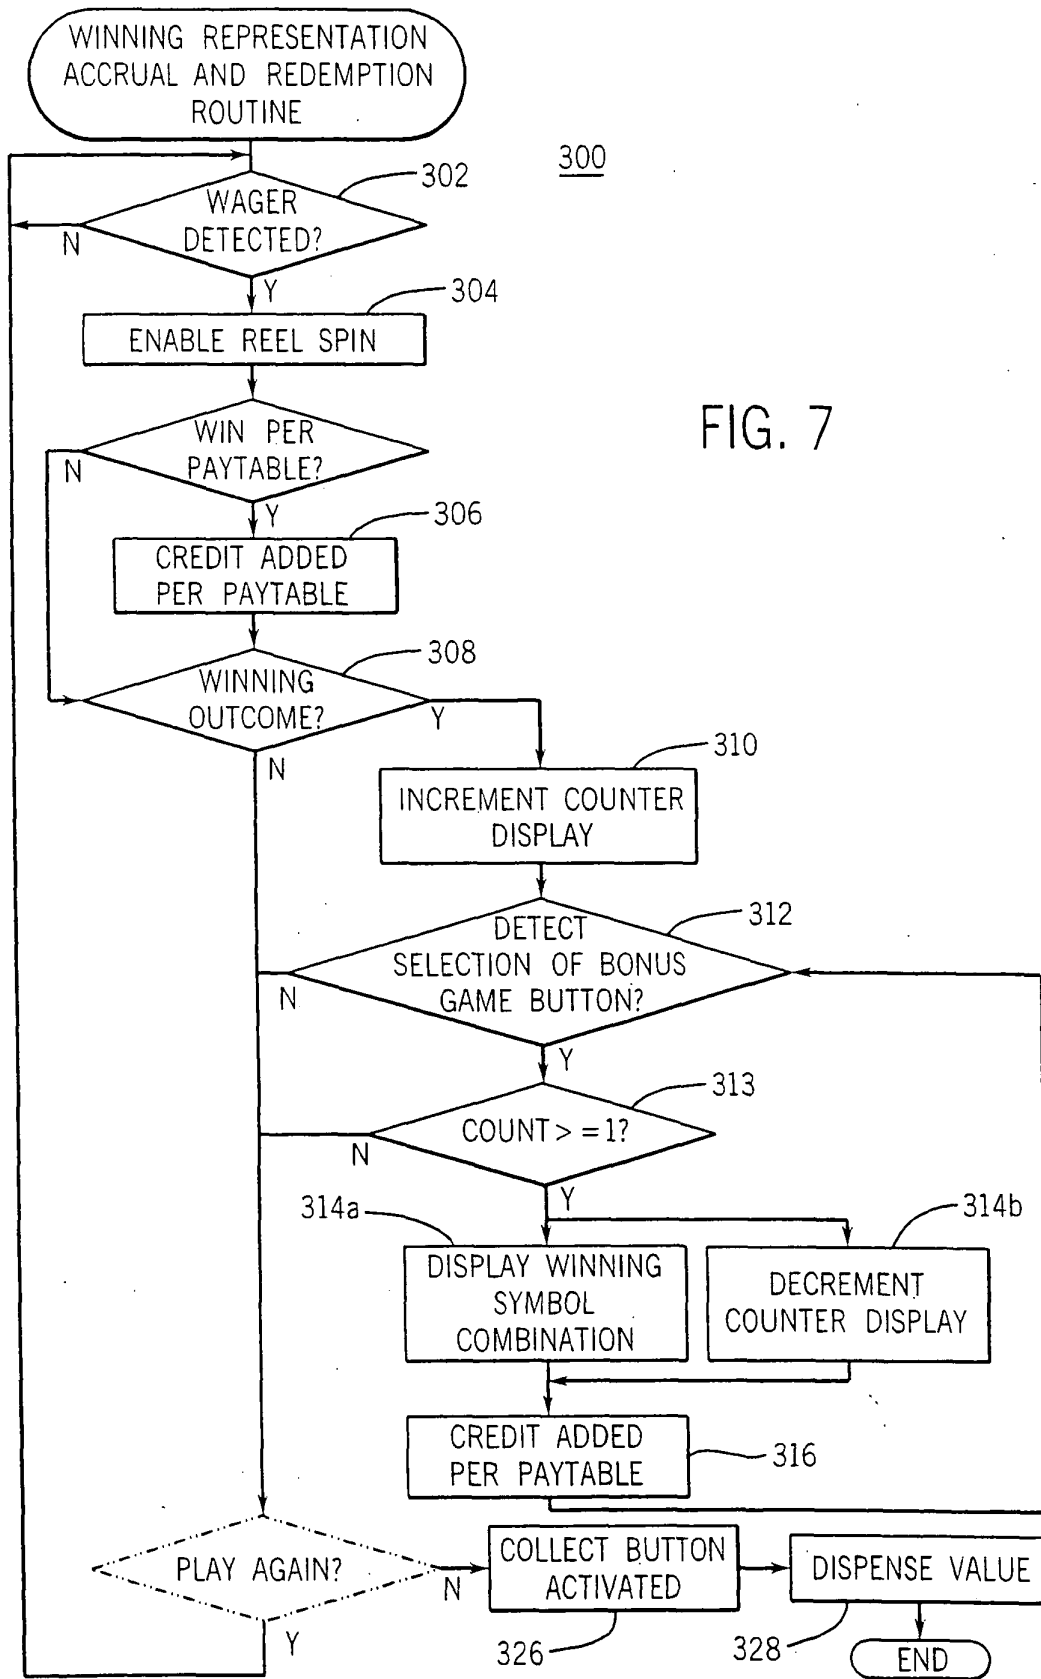 WINNING REPRESENTATION
ACCRUAL AND REDEMPTION
ROUTINE
300
302
WAGER
DETECTED?
N
Y
304
ENABLE REEL SPIN
FIG. 7
WIN PER
PAYTABLE?
N
Y
306
CREDIT ADDED
PER PAYTABLE
308
WINNING
OUTCOME?
Y
N
310
INCREMENT COUNTER
DISPLAY
312
DETECT
SELECTION OF BONUS
GAME BUTTON?
N
Y
313
COUNT > = 1?
N
Y
314a
314b
DISPLAY WINNING
SYMBOL
COMBINATION
DECREMENT
COUNTER DISPLAY
CREDIT ADDED
PER PAYTABLE
316
PLAY AGAIN?
N
Y
COLLECT BUTTON
ACTIVATED
326
DISPENSE VALUE
328
END